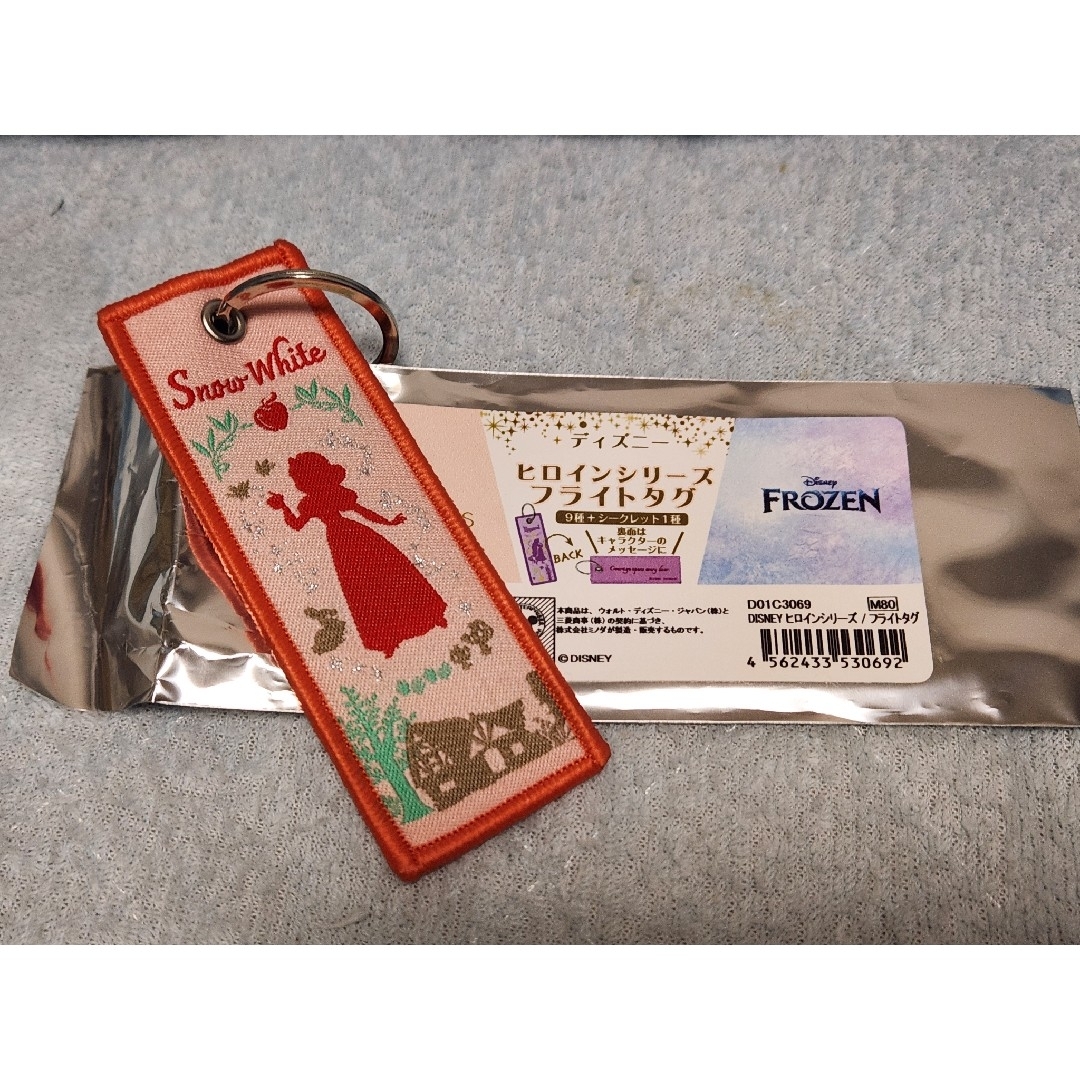 Snow White
S
ディズニー
ヒロインシリーズ
フライトタグ
9種+シークレット1種
裏面は
キャラクターの
メッセージに
BACK
Disney
FROZEN
D01C3069 M80
DISNEY ヒロインシリーズ / フライトタグ
4 562433 530692
本商品は、ウォルト・ディズニー・ジャパン(株)と
三菱商事(株)の契約に基づき、
株式会社ミノダが製造・販売するものです。
© DISNEY